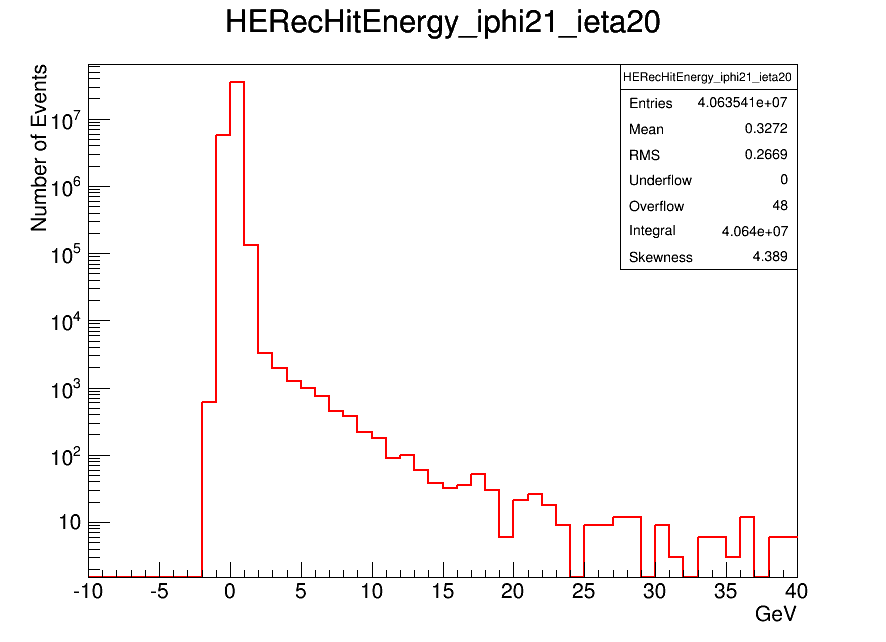 HERecHitEnergy_iphi21_ieta20
Number of Events
HERecHitEnergy_iphi21_ieta20
Entries 4.063541e+07
Mean 0.3272
RMS 0.2669
Underflow 0
Overflow 48
Integral 4.064e+07
Skewness 4.389
10⁷
10⁶
10⁵
10⁴
10³
10²
10
-10 -5 0 5 10 15 20 25 30 35 40
GeV